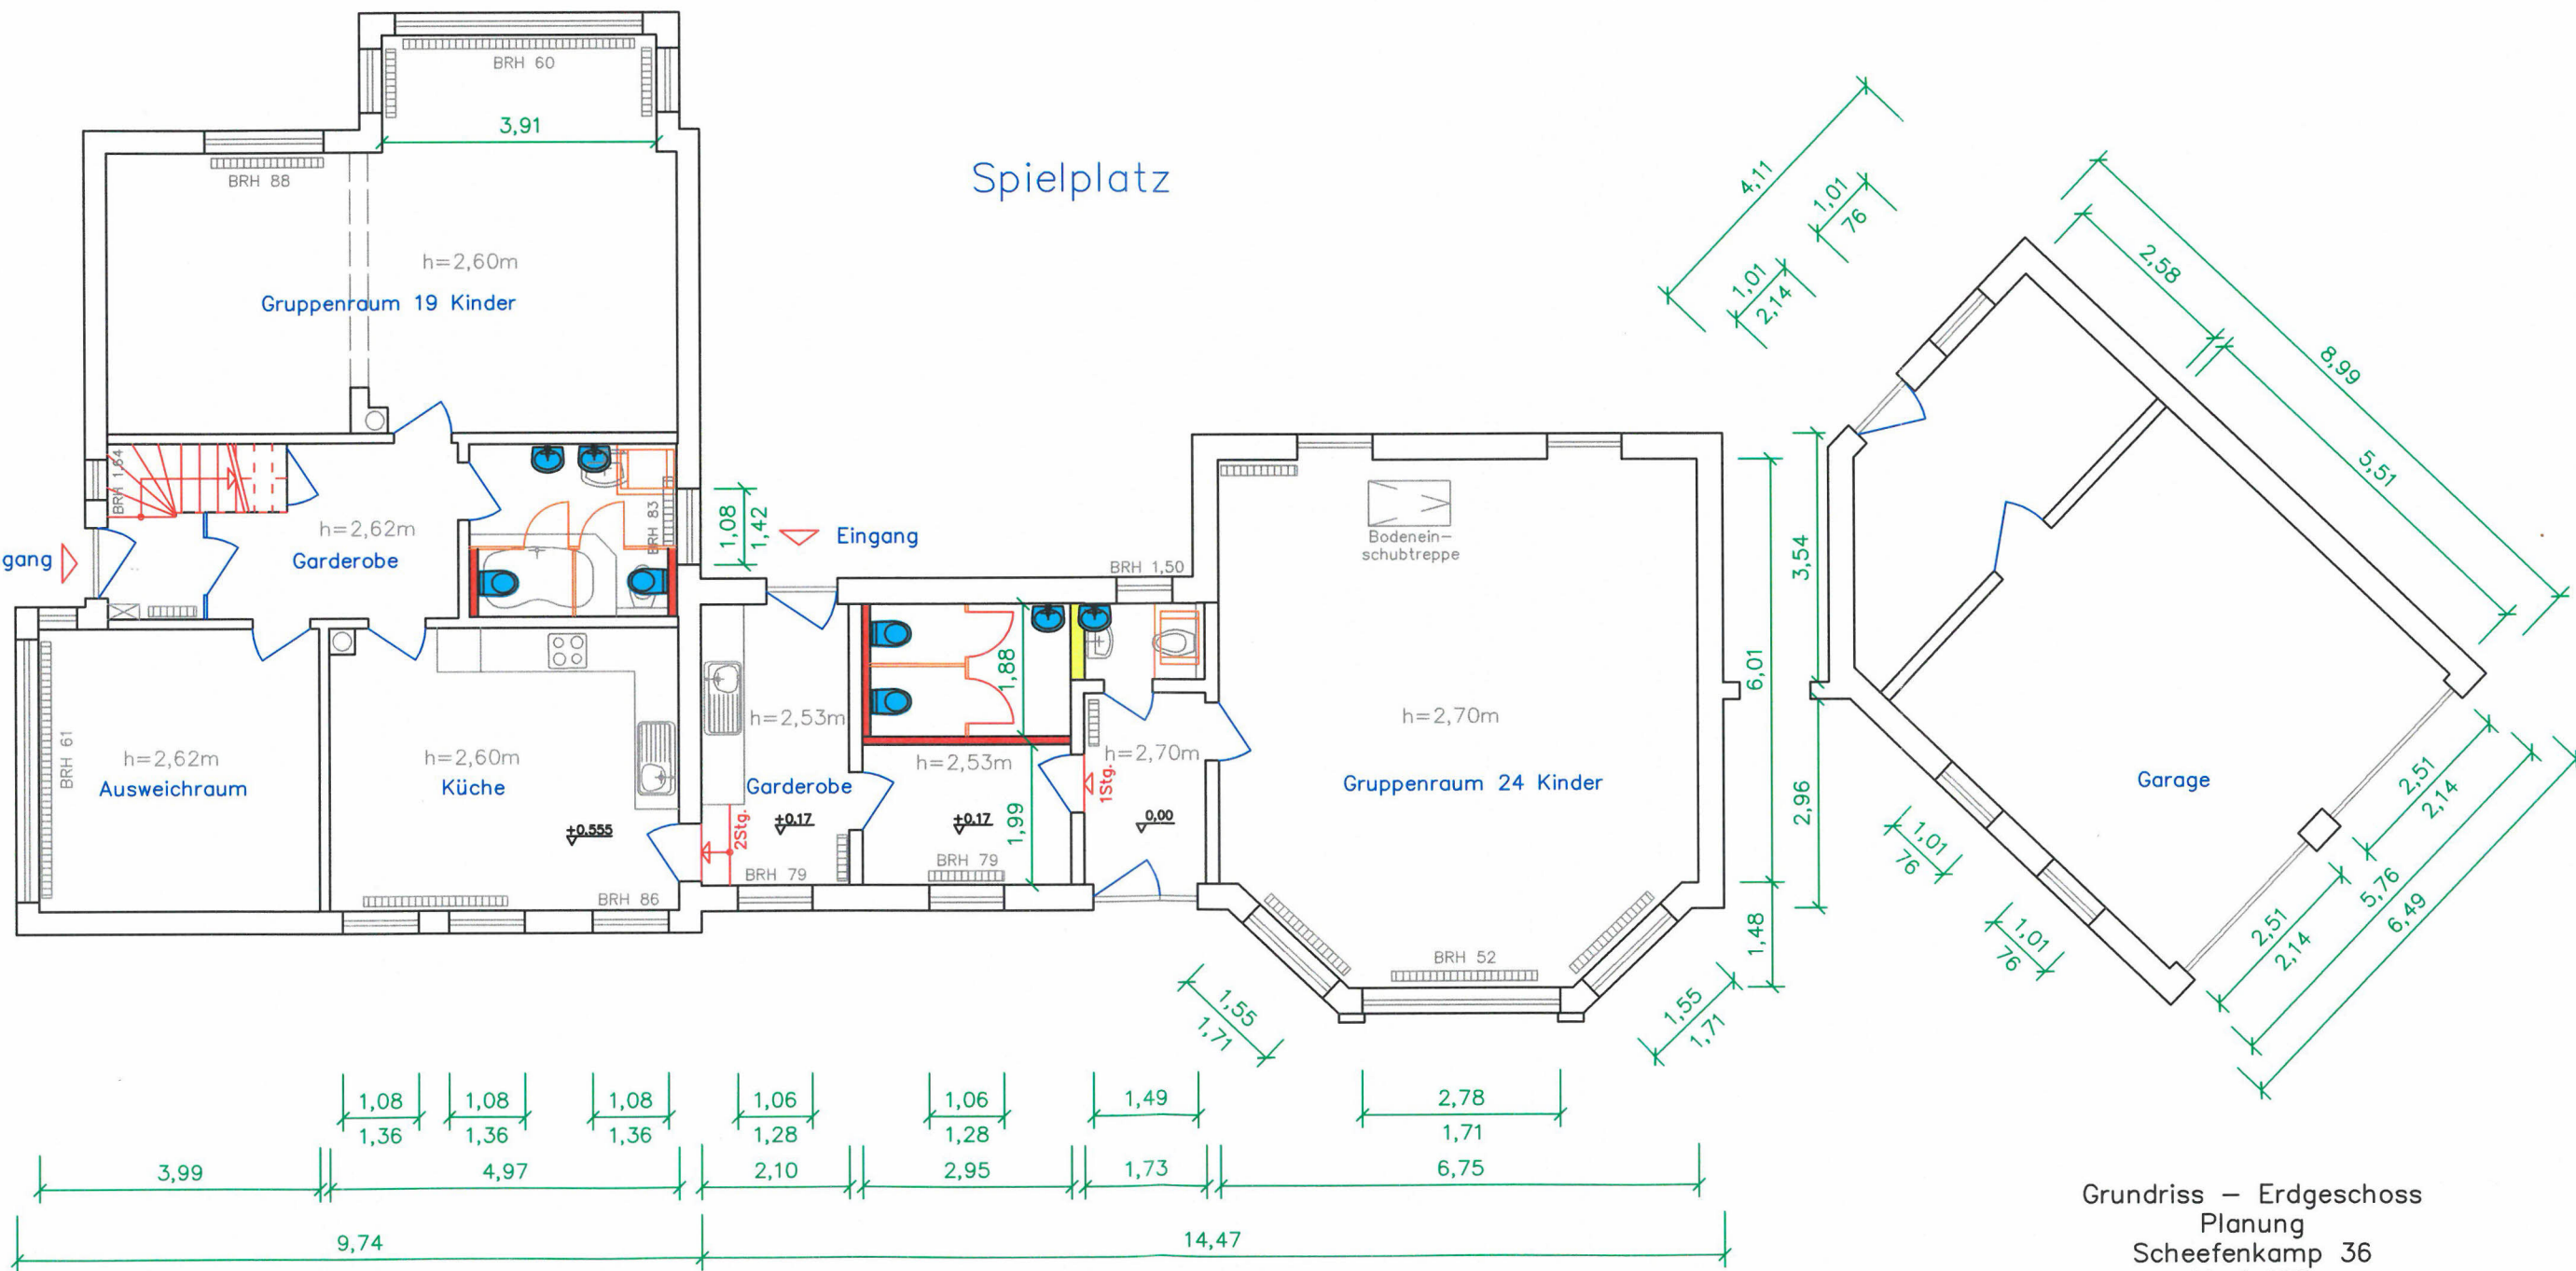 BRH 60
3,91
BRH 88
Spielplatz
4,11
1,01
76
1,01
2,14
2,58
8,99
5,51
h=2,60m
Gruppenraum 19 Kinder
BRH 1,64
h=2,62m
Garderobe
BRH 83
1,08
1,42
Eingang
gang
BRH 1,50
Bodenein-
schubtreppe
3,54
6,01
2,96
1,48
BRH 61
h=2,62m
Ausweichraum
h=2,60m
Küche
+0.555
BRH 86
h=2,53m
Garderobe
2Stg.
+0.17
BRH 79
1,88
h=2,53m
+0.17
1,99
BRH 79
h=2,70m
1Stg.
0,00
h=2,70m
Gruppenraum 24 Kinder
BRH 52
Garage
1,01
76
1,01
76
2,51
2,14
2,51
2,14
5,76
6,49
1,55
1,71
1,55
1,71
1,08
1,36
1,08
1,36
1,08
1,36
1,06
1,28
1,06
1,28
1,49
2,78
1,71
3,99
4,97
2,10
2,95
1,73
6,75
9,74
14,47
Grundriss – Erdgeschoss
Planung
Scheefenkamp 36